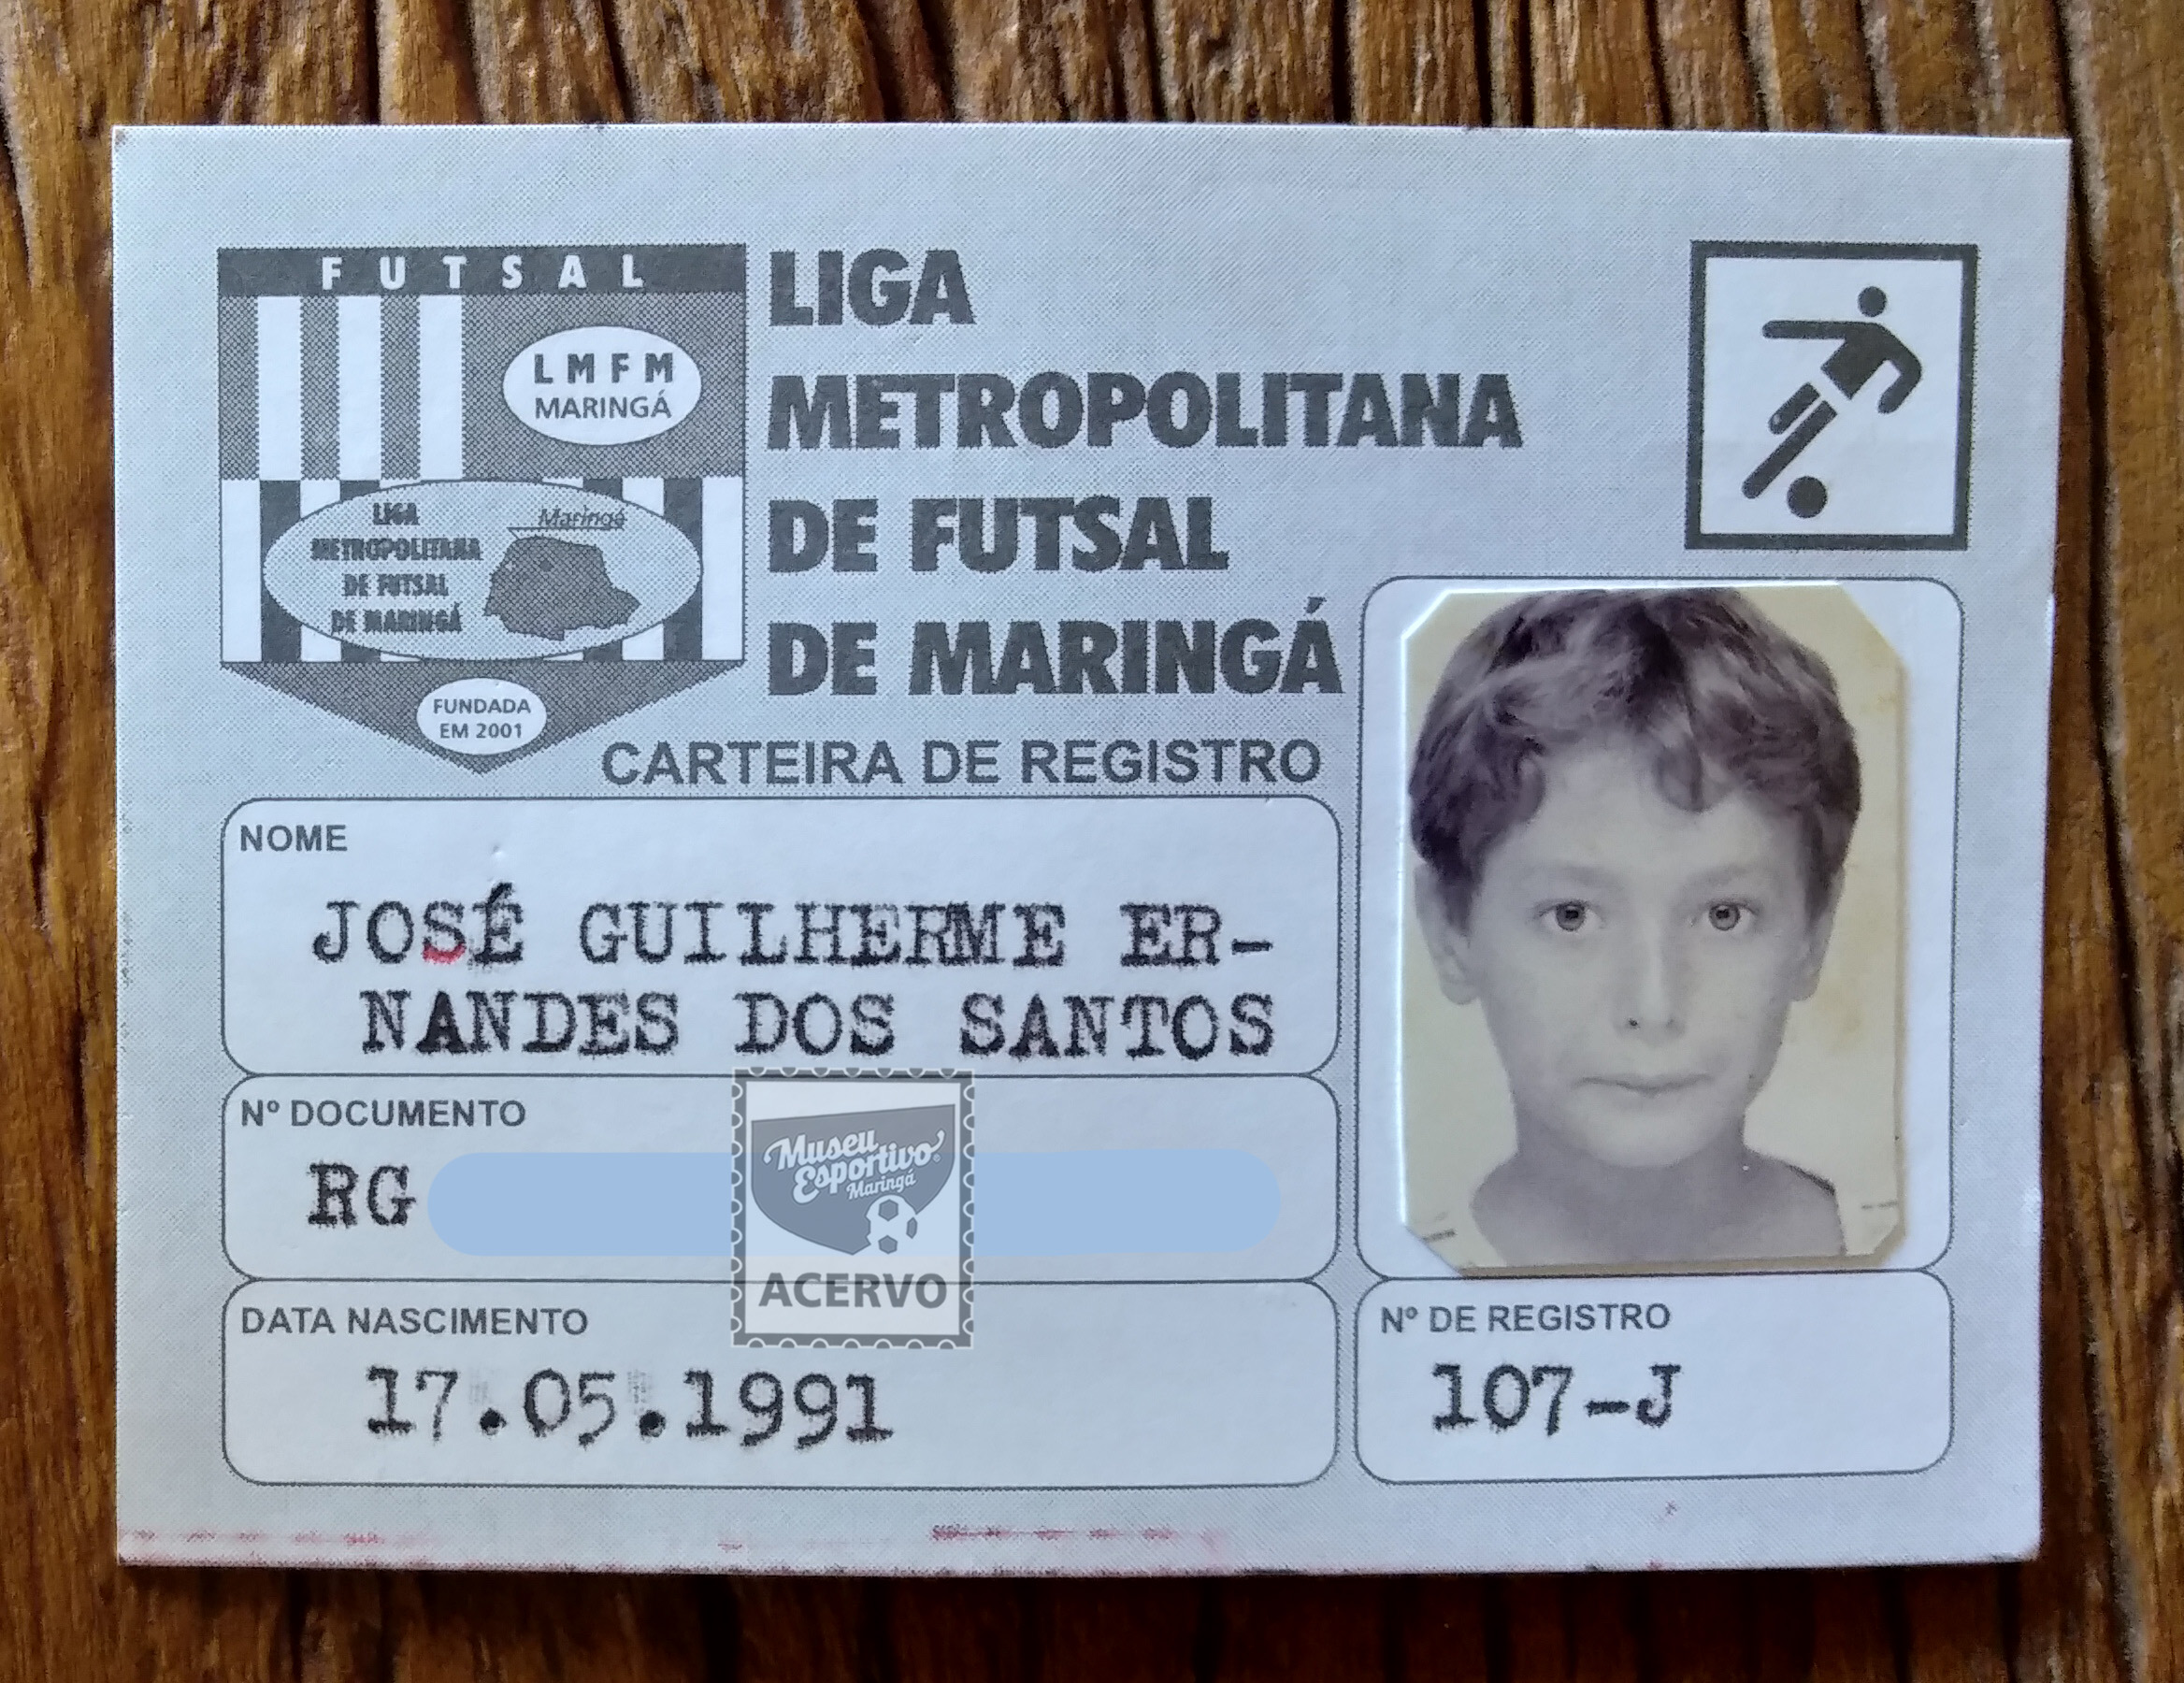 FUTSAL
LMFM
MARINGÁ
LIGA
METROPOLITANA
DE FUTSAL
DE MARINGÁ
Maringá
FUNDADA
EM 2001
LIGA
METROPOLITANA
DE FUTSAL
DE MARINGÁ
CARTEIRA DE REGISTRO
NOME
JOSÉ GUILHERME ER-
NANDES DOS SANTOS
Nº DOCUMENTO
RG
Museu
Esportivo
Maringá
ACERVO
DATA NASCIMENTO
17.05.1991
Nº DE REGISTRO
107-J